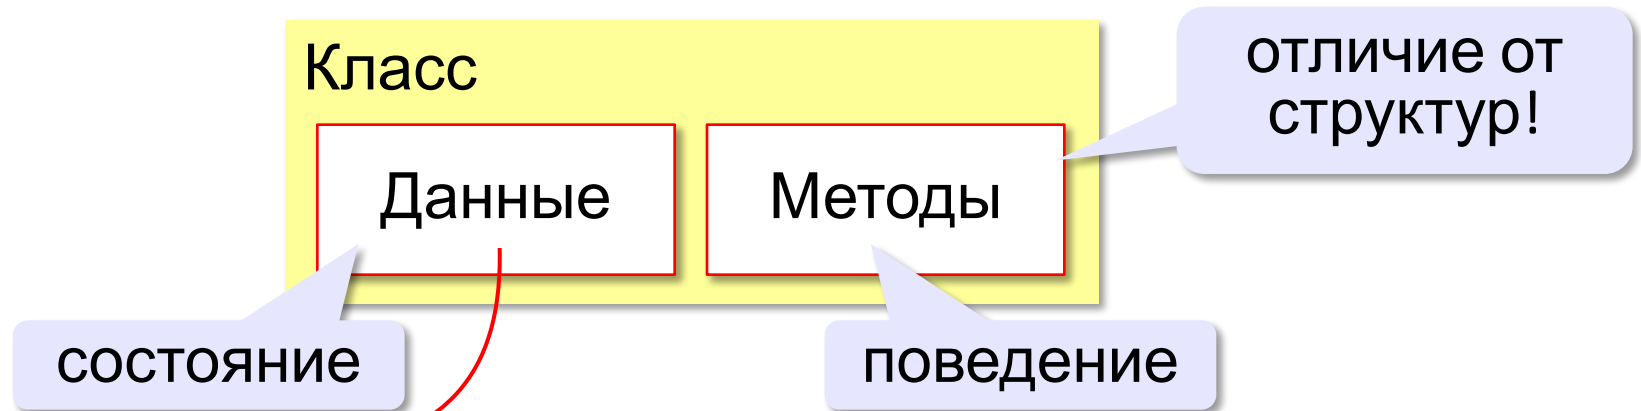 Класс
отличие от
структур!
Данные
Методы
состояние
поведение